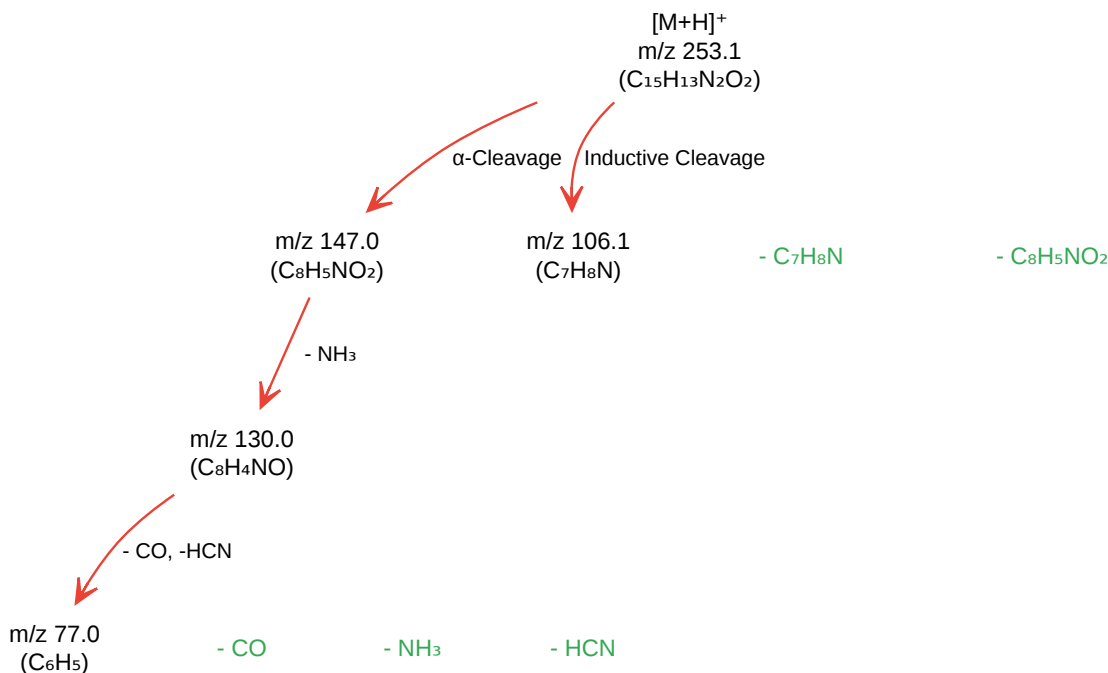 [M+H]⁺
m/z 253.1
(C₁₅H₁₃N₂O₂)
α-Cleavage
Inductive Cleavage
m/z 147.0
(C₈H₅NO₂)
m/z 106.1
(C₇H₈N)
- C₇H₈N
- C₈H₅NO₂
- NH₃
m/z 130.0
(C₈H₄NO)
- CO, -HCN
m/z 77.0
(C₆H₅)
- CO
- NH₃
- HCN